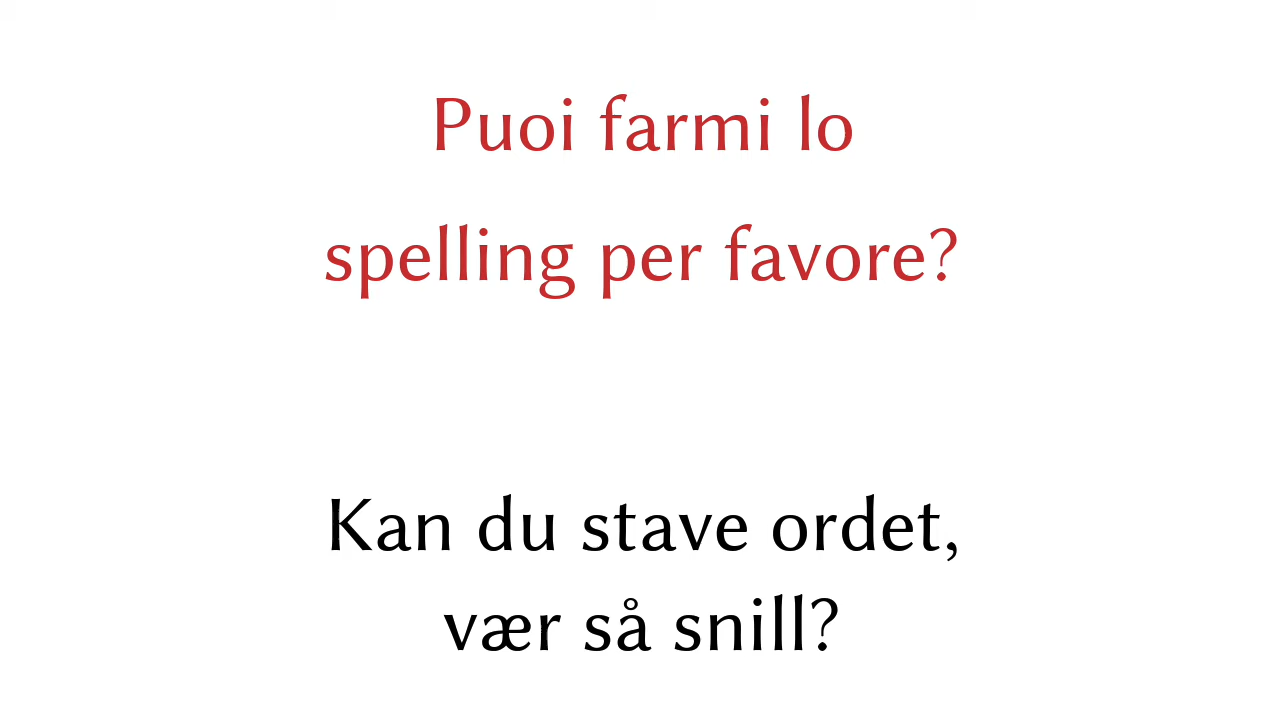 Puoi farmi lo
spelling per favore?
Kan du stave ordet,
vær så snill?